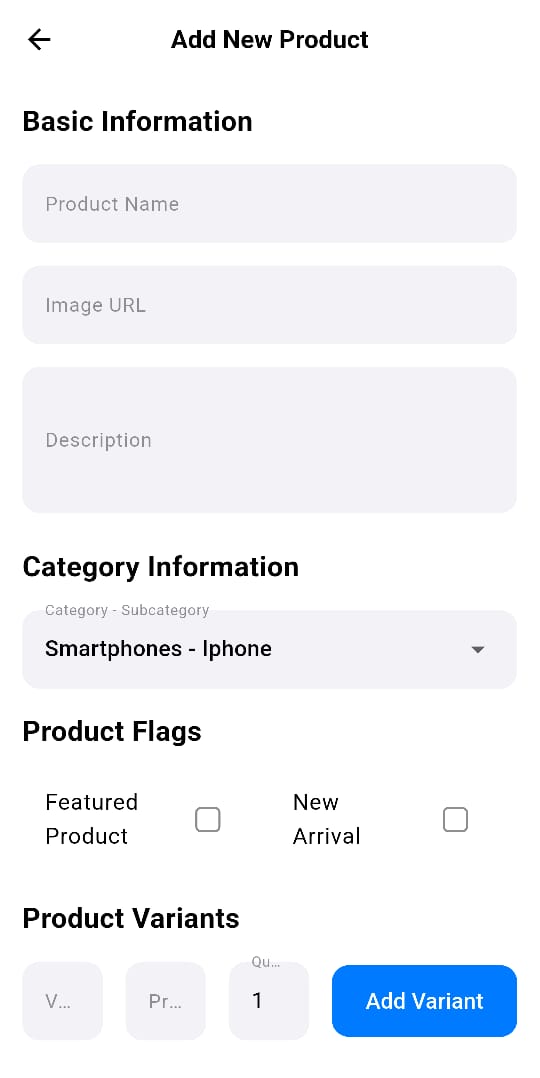 Add New Product
Basic Information
Product Name
Image URL
Description
Category Information
Category - Subcategory
Smartphones - Iphone
Product Flags
Featured
Product
New
Arrival
Product Variants
Qu...
V...
Pr...
1
Add Variant